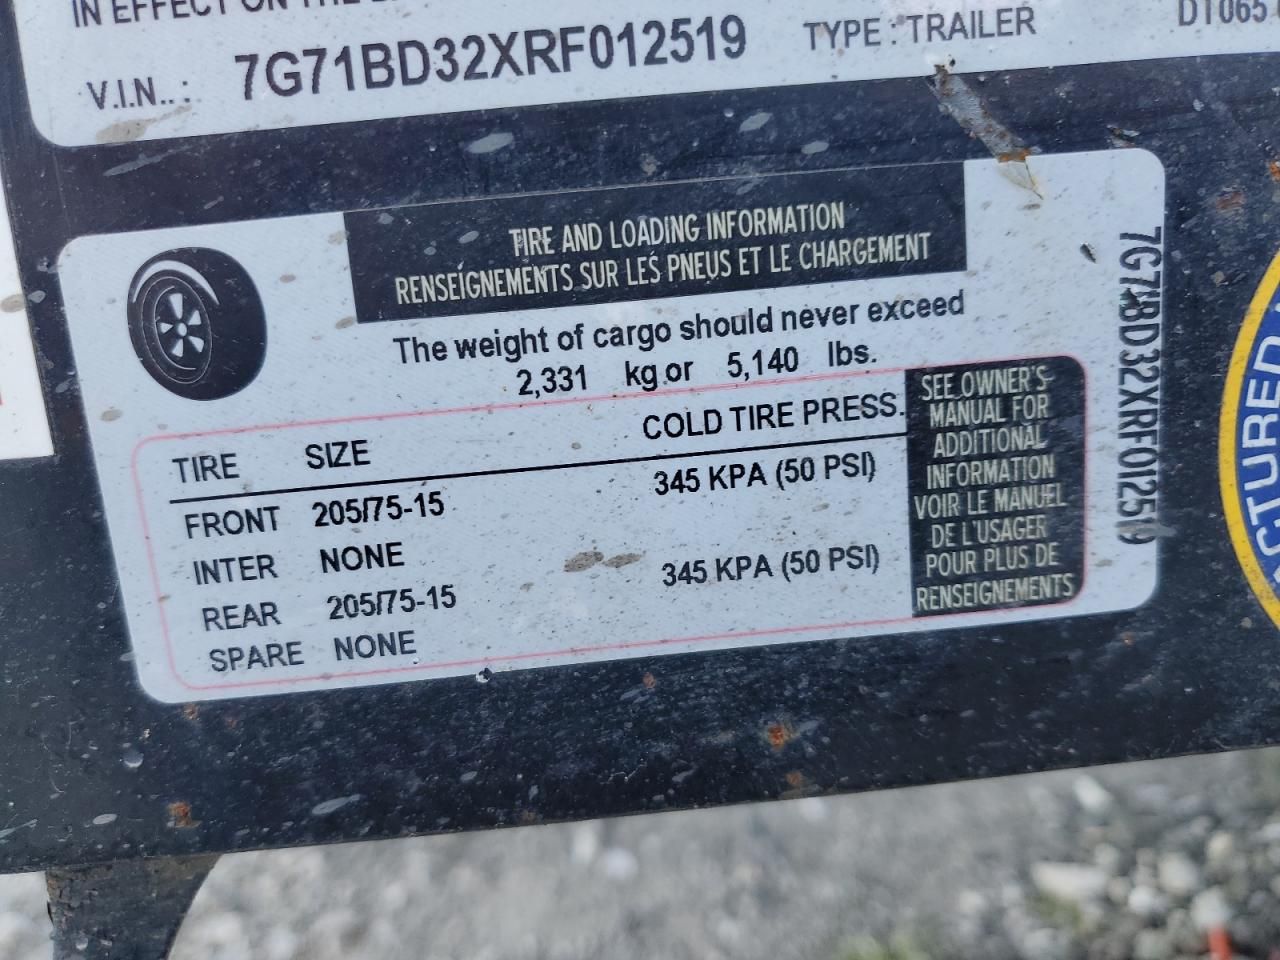 IN EFFECT ON THE
V.I.N..: 7G71BD32XRF012519 TYPE : TRAILER DT065
TIRE AND LOADING INFORMATION
RENSEIGNEMENTS SUR LES PNEUS ET LE CHARGEMENT
The weight of cargo should never exceed
2,331 kg or 5,140 lbs.
TIRE SIZE COLD TIRE PRESS.
FRONT 205/75-15 345 KPA (50 PSI)
INTER NONE
REAR 205/75-15 345 KPA (50 PSI)
SPARE NONE
SEE OWNER'S
MANUAL FOR
ADDITIONAL
INFORMATION
VOIR LE MANUEL
DE L'USAGER
POUR PLUS DE
RENSEIGNEMENTS
7G71BD32XRF012519
CTURED